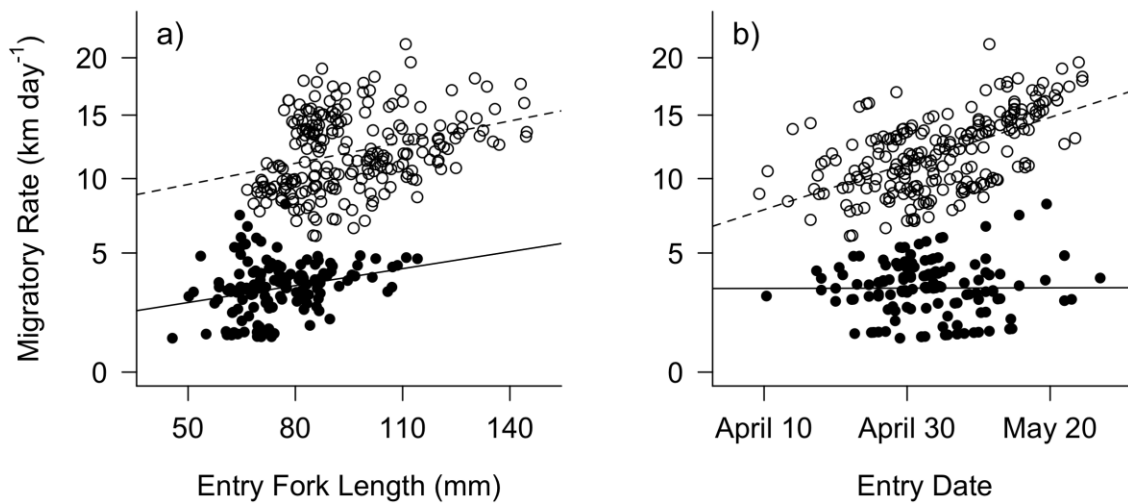 a)
b)
Migratory Rate (km day⁻¹)
20
15
10
5
0
20
15
10
5
0
50 80 110 140
April 10 April 30 May 20
Entry Fork Length (mm)
Entry Date